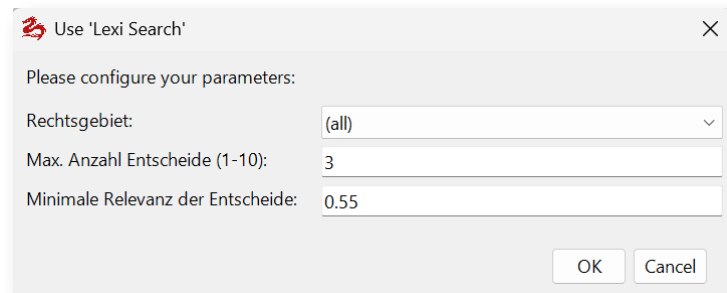 Use 'Lexi Search'
Please configure your parameters:
Rechtsgebiet: (all)
Max. Anzahl Entscheide (1-10): 3
Minimale Relevanz der Entscheide: 0.55
OK Cancel